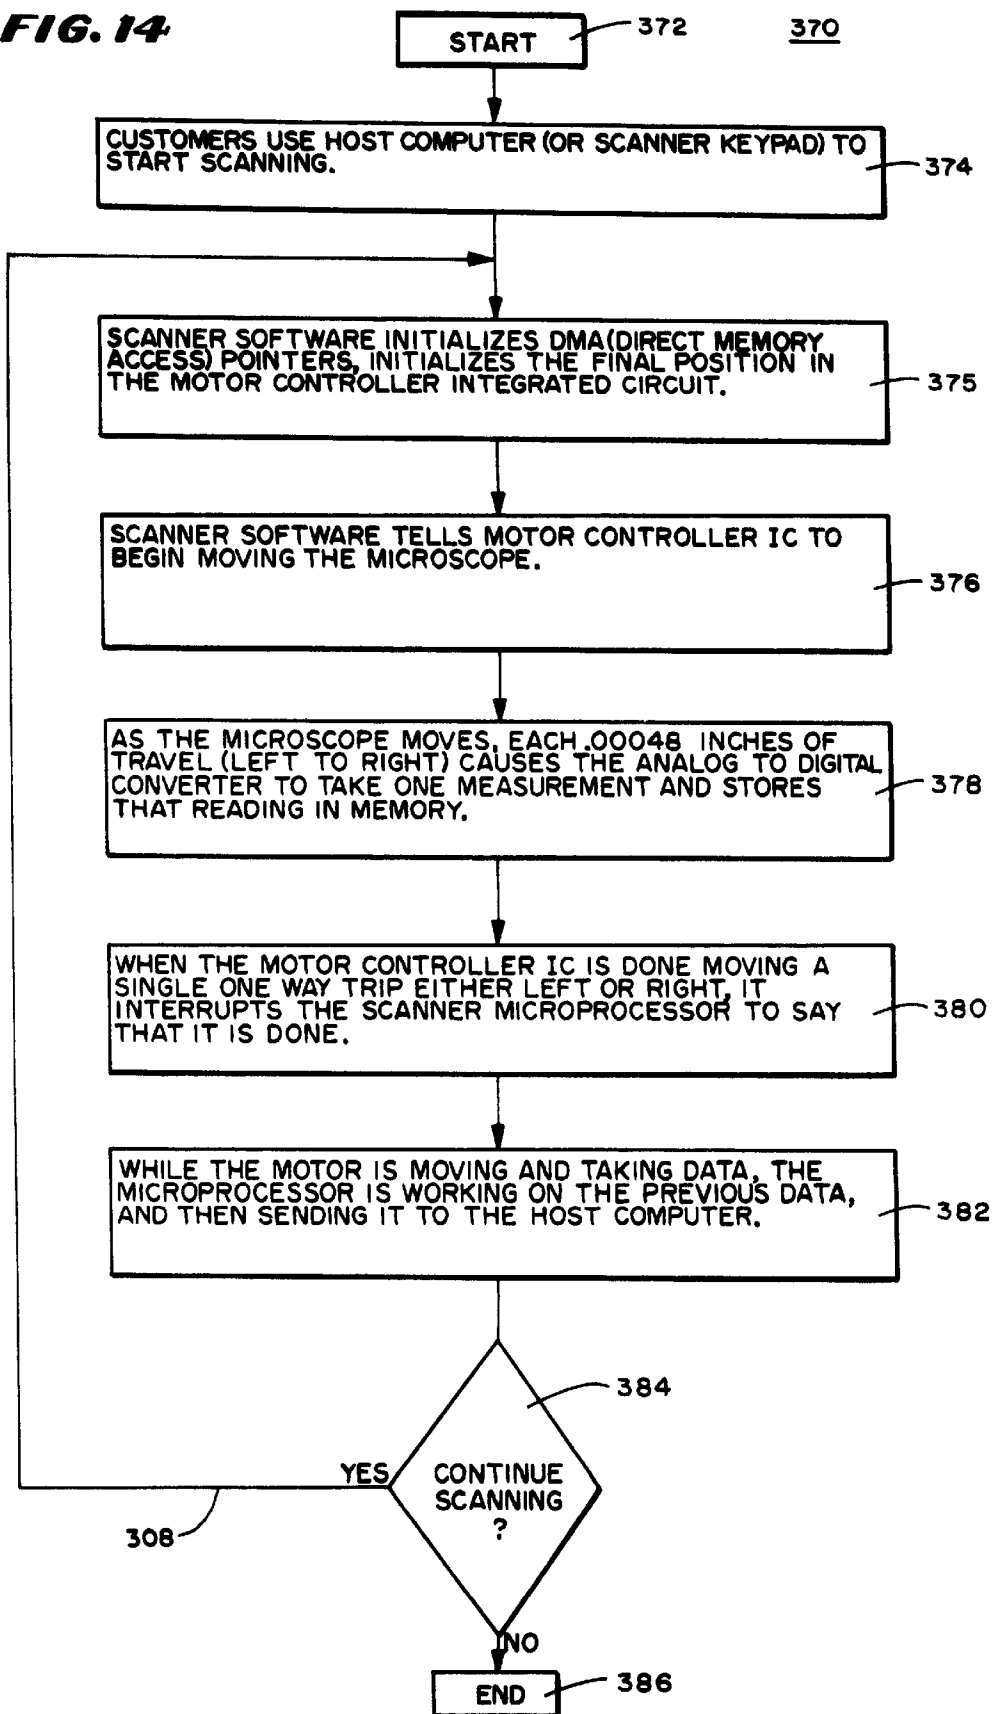 FIG. 14
START
372
370
CUSTOMERS USE HOST COMPUTER (OR SCANNER KEYPAD) TO
START SCANNING.
374
SCANNER SOFTWARE INITIALIZES DMA(DIRECT MEMORY
ACCESS) POINTERS, INITIALIZES THE FINAL POSITION IN
THE MOTOR CONTROLLER INTEGRATED CIRCUIT.
375
SCANNER SOFTWARE TELLS MOTOR CONTROLLER IC TO
BEGIN MOVING THE MICROSCOPE.
376
AS THE MICROSCOPE MOVES, EACH .00048 INCHES OF
TRAVEL (LEFT TO RIGHT) CAUSES THE ANALOG TO DIGITAL
CONVERTER TO TAKE ONE MEASUREMENT AND STORES
THAT READING IN MEMORY.
378
WHEN THE MOTOR CONTROLLER IC IS DONE MOVING A
SINGLE ONE WAY TRIP EITHER LEFT OR RIGHT, IT
INTERRUPTS THE SCANNER MICROPROCESSOR TO SAY
THAT IT IS DONE.
380
WHILE THE MOTOR IS MOVING AND TAKING DATA, THE
MICROPROCESSOR IS WORKING ON THE PREVIOUS DATA,
AND THEN SENDING IT TO THE HOST COMPUTER.
382
384
YES
CONTINUE
SCANNING
?
308
NO
END
386